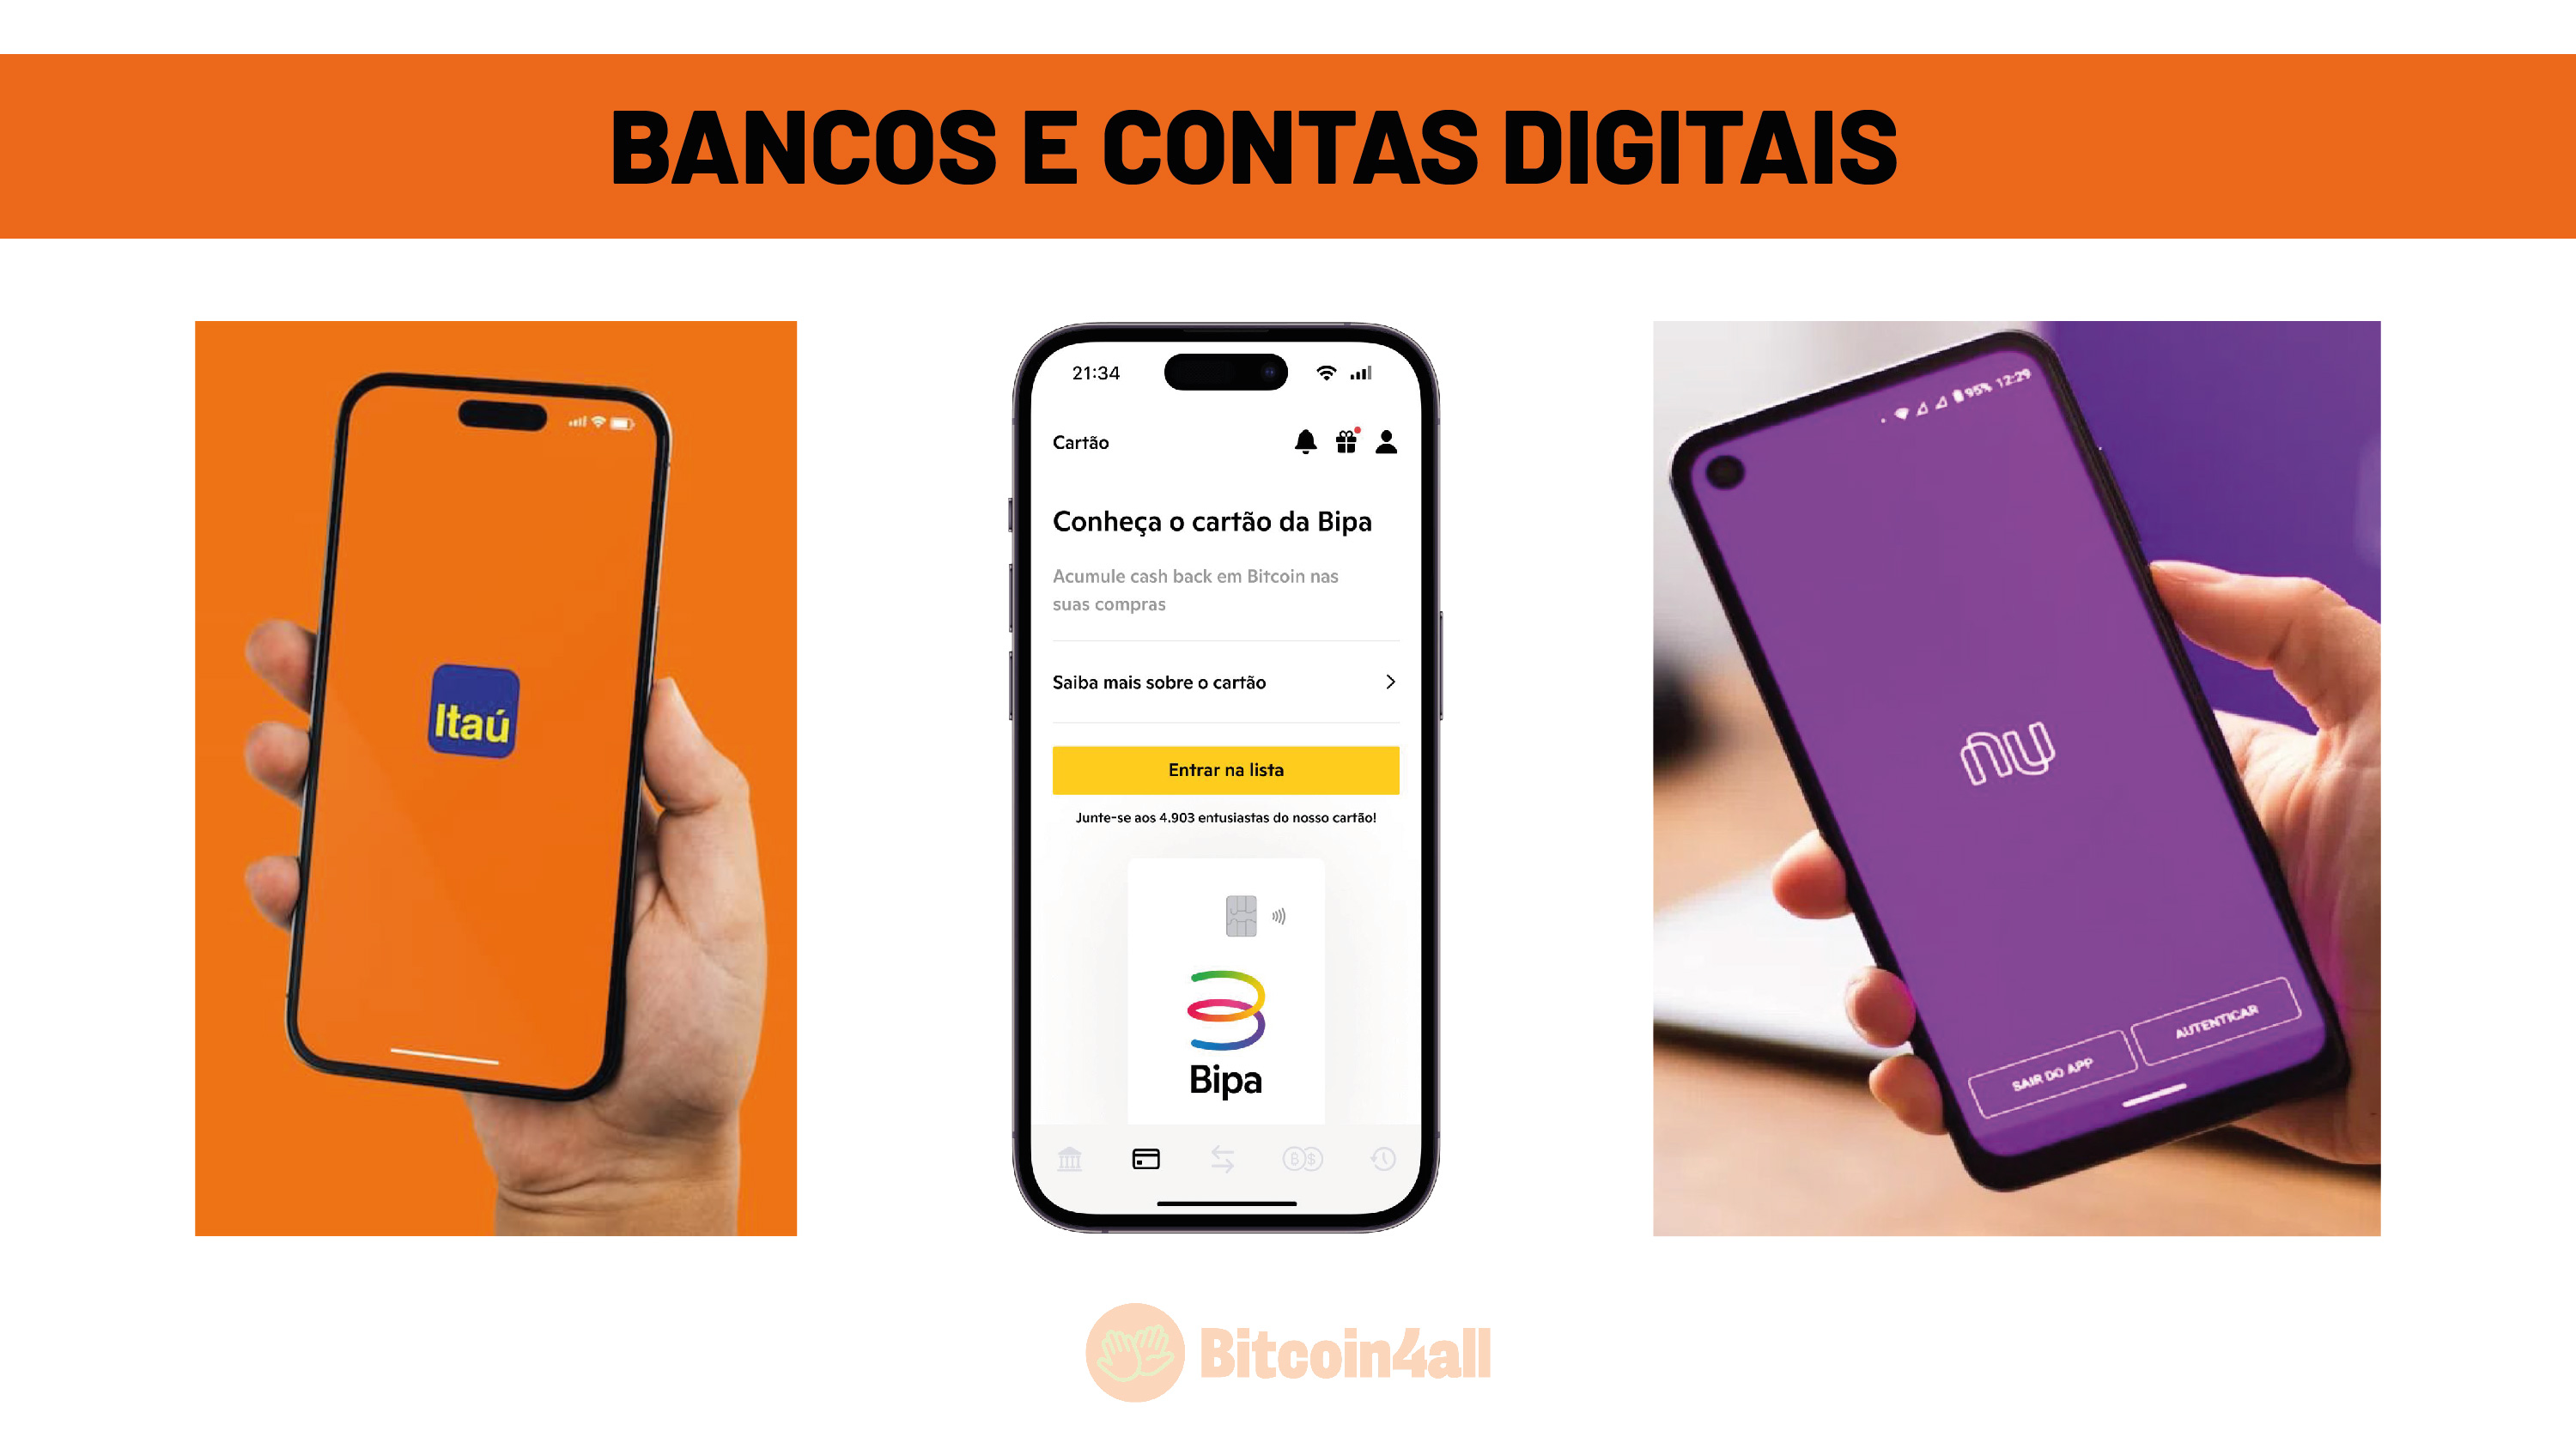 BANCOS E CONTAS DIGITAIS
Itaú
21:34
Cartão
Conheça o cartão da Bipa
Acumule cash back em Bitcoin nas
suas compras
Saiba mais sobre o cartão
Entrar na lista
Junte-se aos 4.903 entusiastas do nosso cartão!
Bipa
95% 12:29
nu
SAIR DO APP
AUTENTICAR
Bitcoin4all